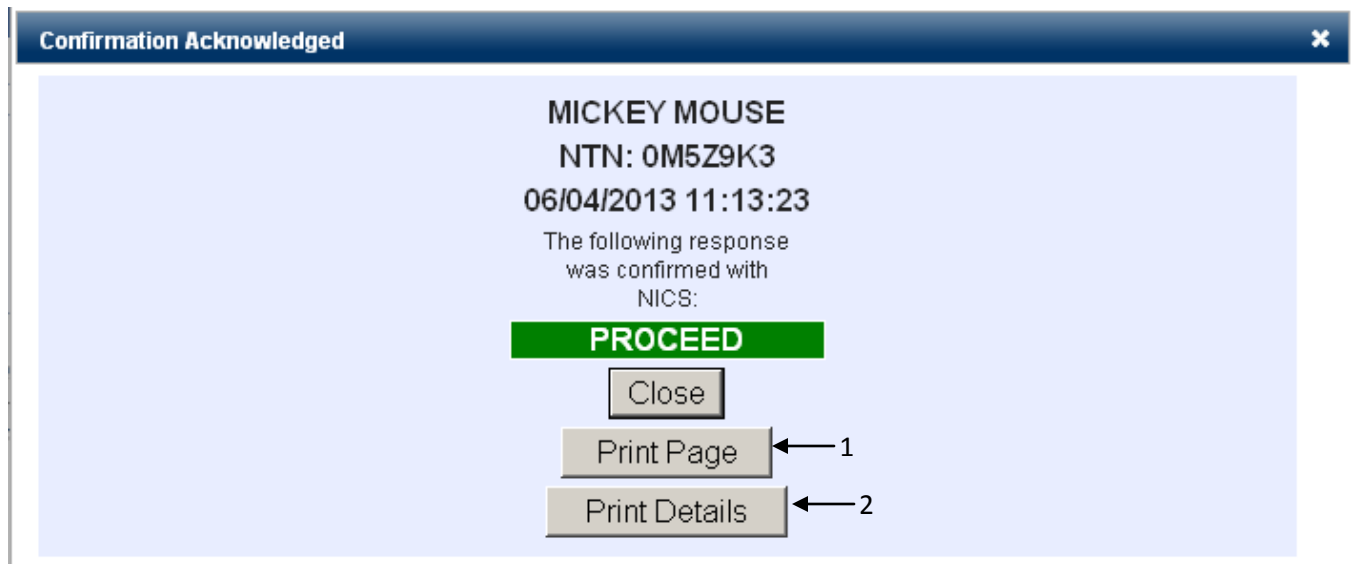 Confirmation Acknowledged ×
MICKEY MOUSE
NTN: 0M5Z9K3
06/04/2013 11:13:23
The following response
was confirmed with
NICS:
PROCEED
Close
Print Page 1
Print Details 2